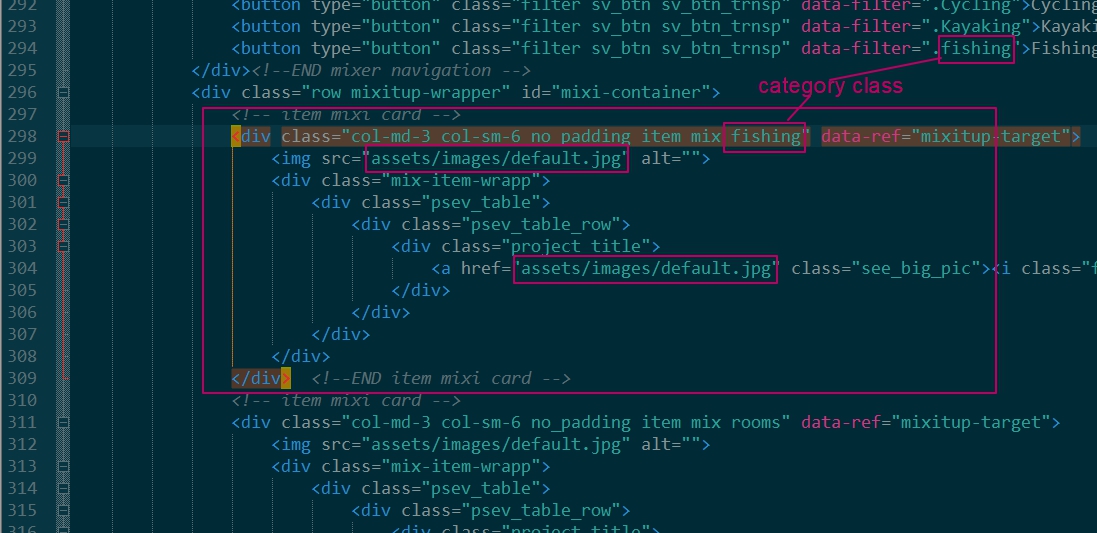 292 <button type="button" class="filter sv_btn sv_btn_trnsp" data-filter=".Cycling">Cycling
293 <button type="button" class="filter sv_btn sv_btn_trnsp" data-filter=".Kayaking">Kayaki
294 <button type="button" class="filter sv_btn sv_btn_trnsp" data-filter=".fishing">Fishing
295 </div><!--END mixer navigation -->
category class
296 <div class="row mixitup-wrapper" id="mixi-container">
297 <!-- item mixi card -->
298 <div class="col-md-3 col-sm-6 no_padding item mix fishing" data-ref="mixitup-target">
299 <img src="assets/images/default.jpg" alt="">
300 <div class="mix-item-wrapp">
301 <div class="psev_table">
302 <div class="psev_table_row">
303 <div class="project_title">
304 <a href="assets/images/default.jpg" class="see_big_pic"><i class="f
305 </div>
306 </div>
307 </div>
308 </div>
309 </div> <!--END item mixi card -->
310 <!-- item mixi card -->
311 <div class="col-md-3 col-sm-6 no_padding item mix rooms" data-ref="mixitup-target">
312 <img src="assets/images/default.jpg" alt="">
313 <div class="mix-item-wrapp">
314 <div class="psev_table">
315 <div class="psev_table_row">
316 <div class="project_title">